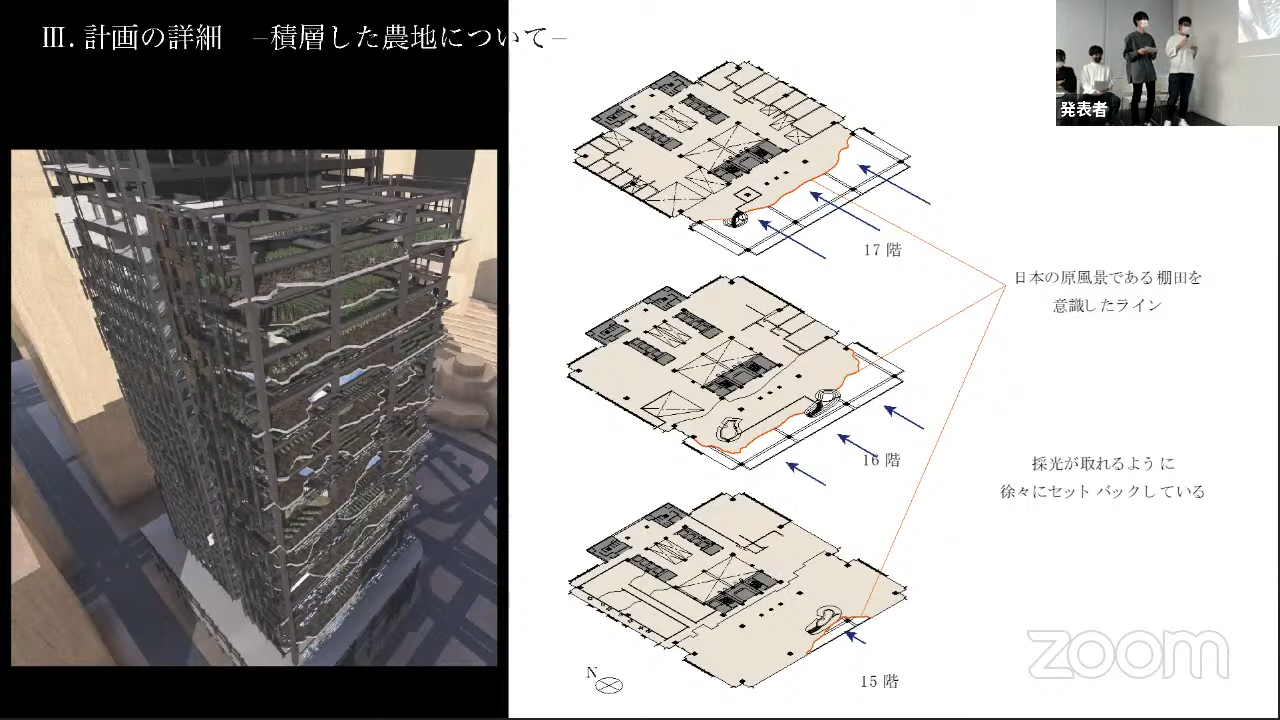 Ⅲ. 計画の詳細　–積層した農地について–
発表者
17 階
日本の原風景である棚田を
意識したライン
16 階
採光が取れるように
徐々にセットバックしている
15 階
N
zoom